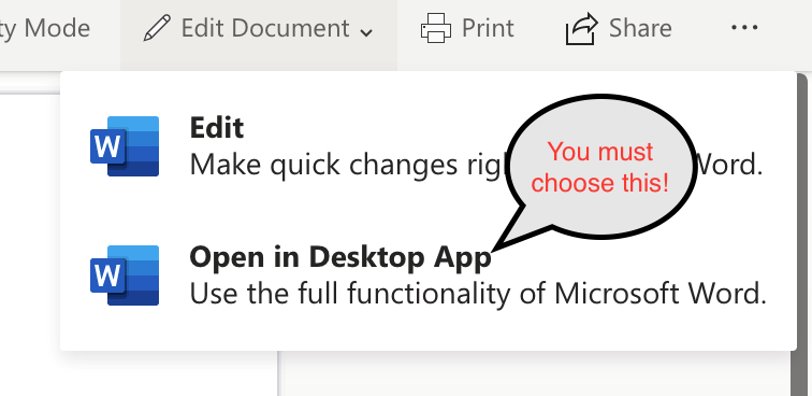 ty Mode
Edit Document
Print
Share
...
W
Edit
Make quick changes rig
Word.
You must
choose this!
W
Open in Desktop App
Use the full functionality of Microsoft Word.